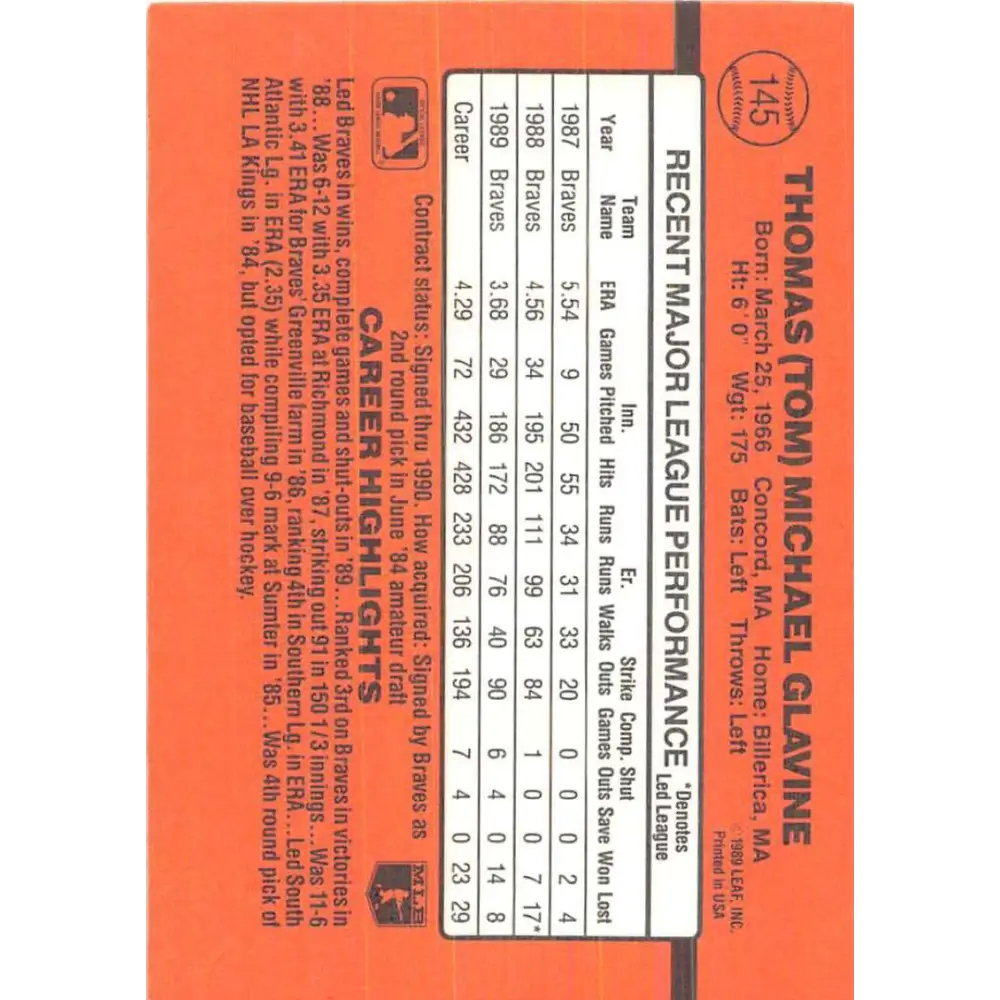 145
THOMAS (TOM) MICHAEL GLAVINE
Born: March 25, 1966 Concord, MA Home: Billerica, MA
Ht: 6'0" Wgt: 175 Bats: Left Throws: Left
©1989 LEAF, INC.
Printed in USA
RECENT MAJOR LEAGUE PERFORMANCE *Denotes
Led League
Team Inn. Er. Strike Comp. Shut
Year Name ERA Games Pitched Hits Runs Runs Walks Outs Games Outs Save Won Lost
1987 Braves 5.54 9 50 55 34 31 33 20 0 0 0 2 4
1988 Braves 4.56 34 195 201 111 99 63 84 1 0 0 7 17*
1989 Braves 3.68 29 186 172 88 76 40 90 6 4 0 14 8
Career 4.29 72 432 428 233 206 136 194 7 4 0 23 29
Contract status: Signed thru 1990. How acquired: Signed by Braves as
2nd round pick in June '84 amateur draft
MLB
CAREER HIGHLIGHTS
Led Braves in wins, complete games and shut-outs in '89... Ranked 3rd on Braves in victories in
'88... Was 6-12 with 3.35 ERA at Richmond in '87, striking out 91 in 150 1/3 innings... Was 11-6
with 3.41 ERA for Braves' Greenville farm in '86, ranking 4th in Southern Lg. in ERA... Led South
Atlantic Lg. in ERA (2.35) while compiling 9-6 mark at Sumter in '85... Was 4th round pick of
NHL LA Kings in '84, but opted for baseball over hockey.